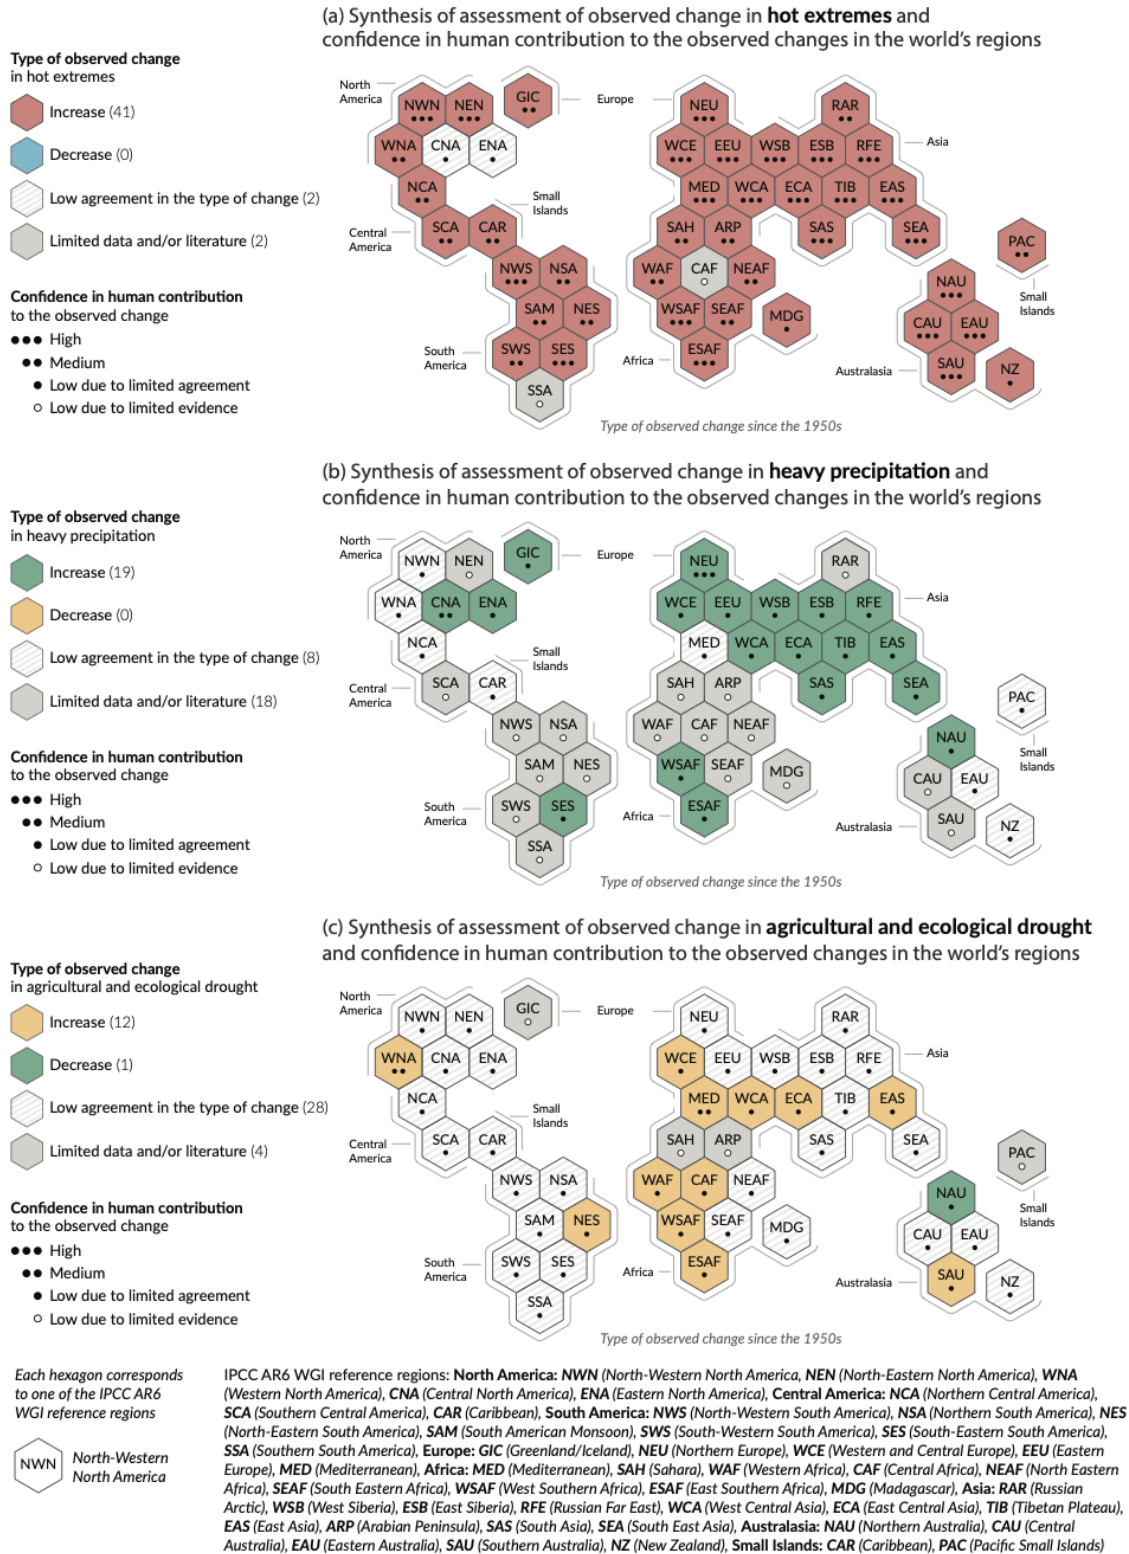 (a) Synthesis of assessment of observed change in hot extremes and
confidence in human contribution to the observed changes in the world's regions
Type of observed change
in hot extremes
Increase (41)
Decrease (0)
Low agreement in the type of change (2)
Limited data and/or literature (2)
Confidence in human contribution
to the observed change
High
Medium
Low due to limited agreement
Low due to limited evidence
North
America
Europe
Asia
Small
Islands
Central
America
South
America
Africa
Australasia
Small
Islands
NWN NEN GIC NEU RAR
WNA CNA ENA WCE EEU WSB ESB RFE
NCA MED WCA ECA TIB EAS
SCA CAR SAH ARP SAS SEA PAC
NWS NSA WAF CAF NEAF NAU
SAM NES WSAF SEAF MDG CAU EAU
SWS SES ESAF SAU NZ
SSA
Type of observed change since the 1950s
(b) Synthesis of assessment of observed change in heavy precipitation and
confidence in human contribution to the observed changes in the world's regions
Type of observed change
in heavy precipitation
Increase (19)
Decrease (0)
Low agreement in the type of change (8)
Limited data and/or literature (18)
Confidence in human contribution
to the observed change
High
Medium
Low due to limited agreement
Low due to limited evidence
North
America
Europe
Asia
Small
Islands
Central
America
South
America
Africa
Australasia
Small
Islands
NWN NEN GIC NEU RAR
WNA CNA ENA WCE EEU WSB ESB RFE
NCA MED WCA ECA TIB EAS
SCA CAR SAH ARP SAS SEA PAC
NWS NSA WAF CAF NEAF NAU
SAM NES WSAF SEAF MDG CAU EAU
SWS SES ESAF SAU NZ
SSA
Type of observed change since the 1950s
(c) Synthesis of assessment of observed change in agricultural and ecological drought
and confidence in human contribution to the observed changes in the world's regions
Type of observed change
in agricultural and ecological drought
Increase (12)
Decrease (1)
Low agreement in the type of change (28)
Limited data and/or literature (4)
Confidence in human contribution
to the observed change
High
Medium
Low due to limited agreement
Low due to limited evidence
North
America
Europe
Asia
Small
Islands
Central
America
South
America
Africa
Australasia
Small
Islands
NWN NEN GIC NEU RAR
WNA CNA ENA WCE EEU WSB ESB RFE
NCA MED WCA ECA TIB EAS
SCA CAR SAH ARP SAS SEA PAC
NWS NSA WAF CAF NEAF NAU
SAM NES WSAF SEAF MDG CAU EAU
SWS SES ESAF SAU NZ
SSA
Type of observed change since the 1950s
Each hexagon corresponds
to one of the IPCC AR6
WGI reference regions
NWN
North-Western
North America
IPCC AR6 WGI reference regions: North America: NWN (North-Western North America, NEN (North-Eastern North America), WNA
(Western North America), CNA (Central North America), ENA (Eastern North America), Central America: NCA (Northern Central America),
SCA (Southern Central America), CAR (Caribbean), South America: NWS (North-Western South America), NSA (Northern South America), NES
(North-Eastern South America), SAM (South American Monsoon), SWS (South-Western South America), SES (South-Eastern South America),
SSA (Southern South America), Europe: GIC (Greenland/Iceland), NEU (Northern Europe), WCE (Western and Central Europe), EEU (Eastern
Europe), MED (Mediterranean), Africa: MED (Mediterranean), SAH (Sahara), WAF (Western Africa), CAF (Central Africa), NEAF (North Eastern
Africa), SEAF (South Eastern Africa), WSAF (West Southern Africa), ESAF (East Southern Africa), MDG (Madagascar), Asia: RAR (Russian
Arctic), WSB (West Siberia), ESB (East Siberia), RFE (Russian Far East), WCA (West Central Asia), ECA (East Central Asia), TIB (Tibetan Plateau),
EAS (East Asia), ARP (Arabian Peninsula), SAS (South Asia), SEA (South East Asia), Australasia: NAU (Northern Australia), CAU (Central
Australia), EAU (Eastern Australia), SAU (Southern Australia), NZ (New Zealand), Small Islands: CAR (Caribbean), PAC (Pacific Small Islands)